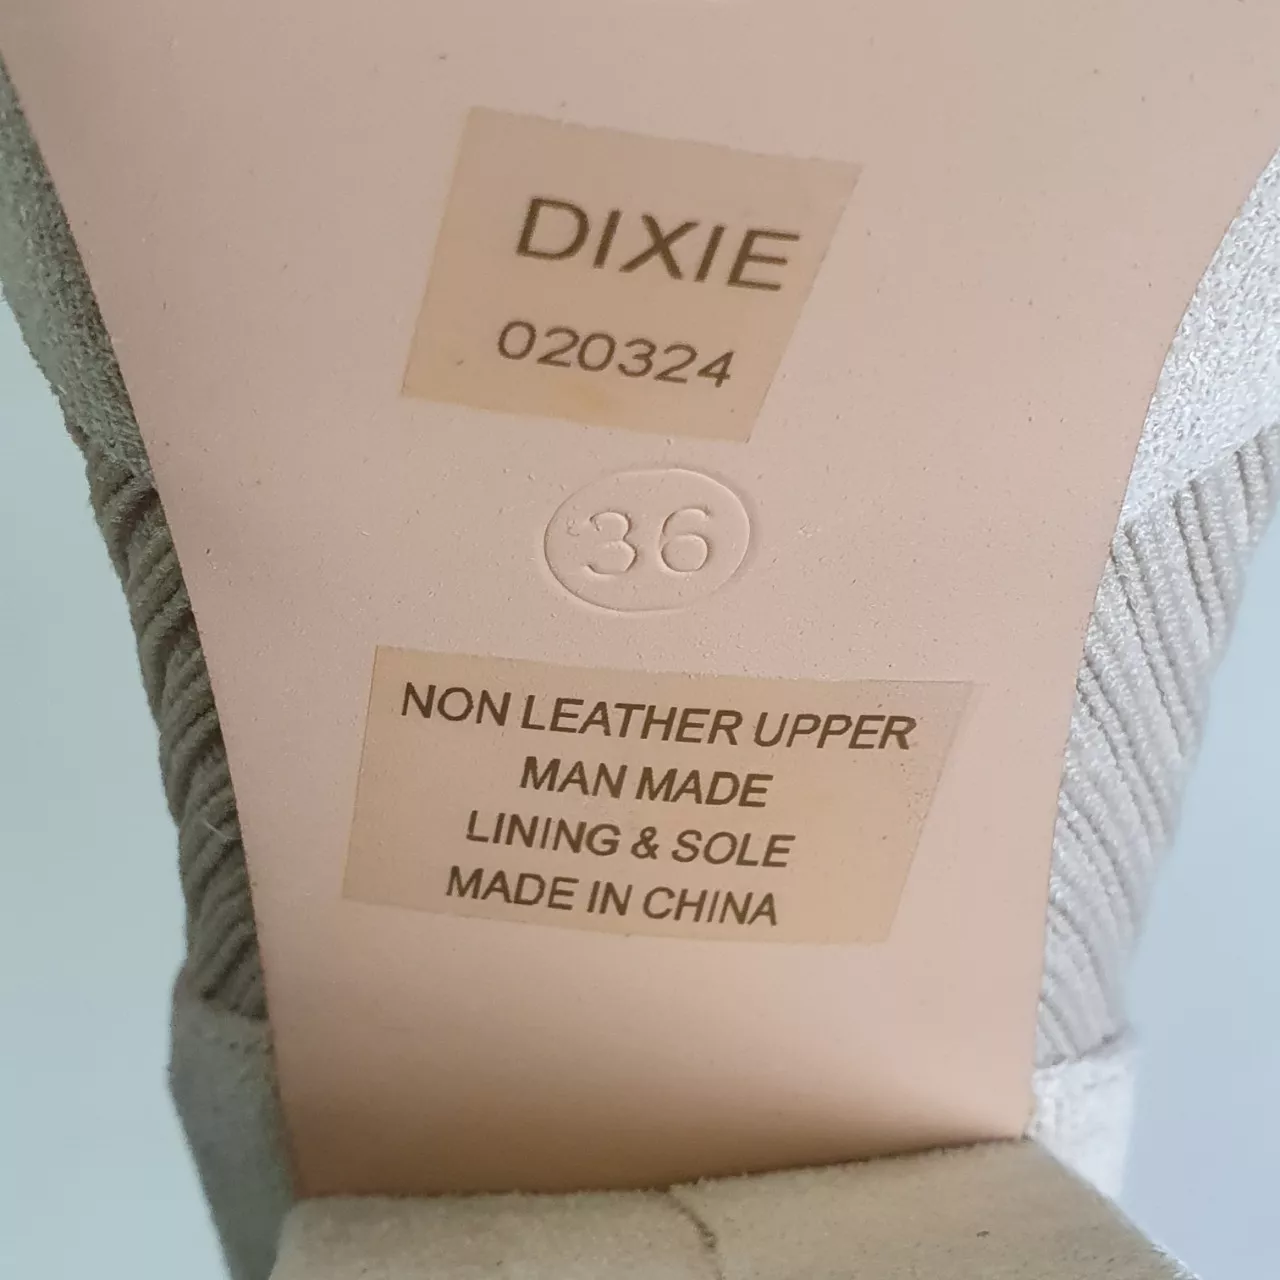 DIXIE
020324
36
NON LEATHER UPPER
MAN MADE
LINING & SOLE
MADE IN CHINA